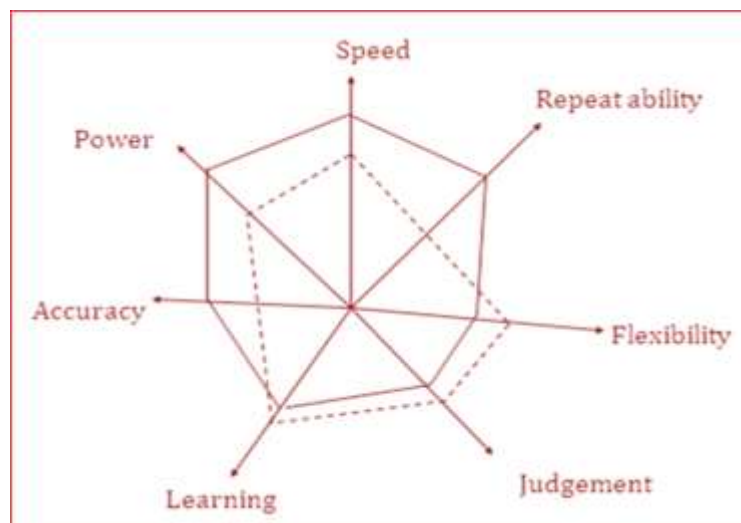 Speed
Repeat ability
Power
Accuracy
Flexibility
Learning
Judgement